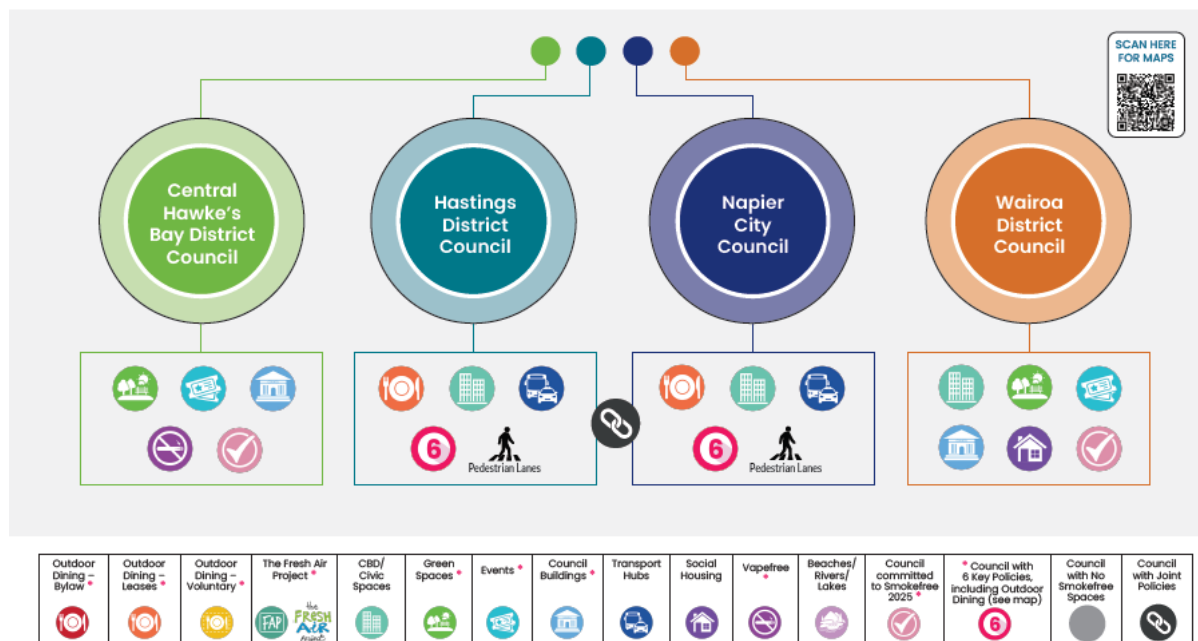 SCAN HERE
FOR MAPS
Central
Hawke's
Bay District
Council
Hastings
District
Council
Napier
City
Council
Wairoa
District
Council
6
Pedestrian Lanes
6
Pedestrian Lanes
Outdoor
Dining –
Bylaw *
Outdoor
Dining –
Leases *
Outdoor
Dining –
Voluntary *
The Fresh Air
Project *
FAP
the
FRESH
AIR
Project
CBD/
Civic
Spaces
Green
Spaces *
Events *
Council
Buildings *
Transport
Hubs
Social
Housing
Vapefree
*
Beaches/
Rivers/
Lakes
Council
committed
to Smokefree
2025 *
* Council with
6 Key Policies,
including Outdoor
Dining (see map)
6
Council
with No
Smokefree
Spaces
Council
with Joint
Policies